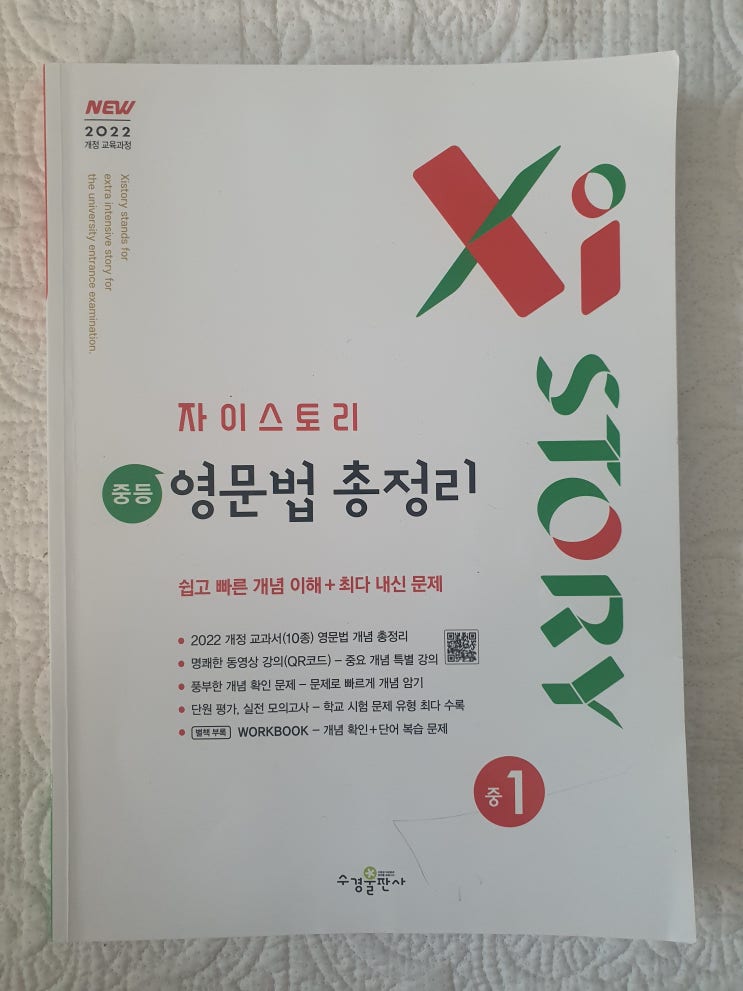 NEW
2022
개정 교육과정
Xistory stands for
extra intensive story for
the university entrance examination.
Xi
STORY
자이스토리
중등 영문법 총정리
쉽고 빠른 개념 이해+최다 내신 문제
• 2022 개정 교과서(10종) 영문법 개념 총정리
• 명쾌한 동영상 강의(QR코드) – 중요 개념 특별 강의
• 풍부한 개념 확인 문제 – 문제로 빠르게 개념 암기
• 단원 평가, 실전 모의고사 – 학교 시험 문제 유형 최다 수록
• 별책 부록 WORKBOOK – 개념 확인+단어 복습 문제
중1
수경출판사